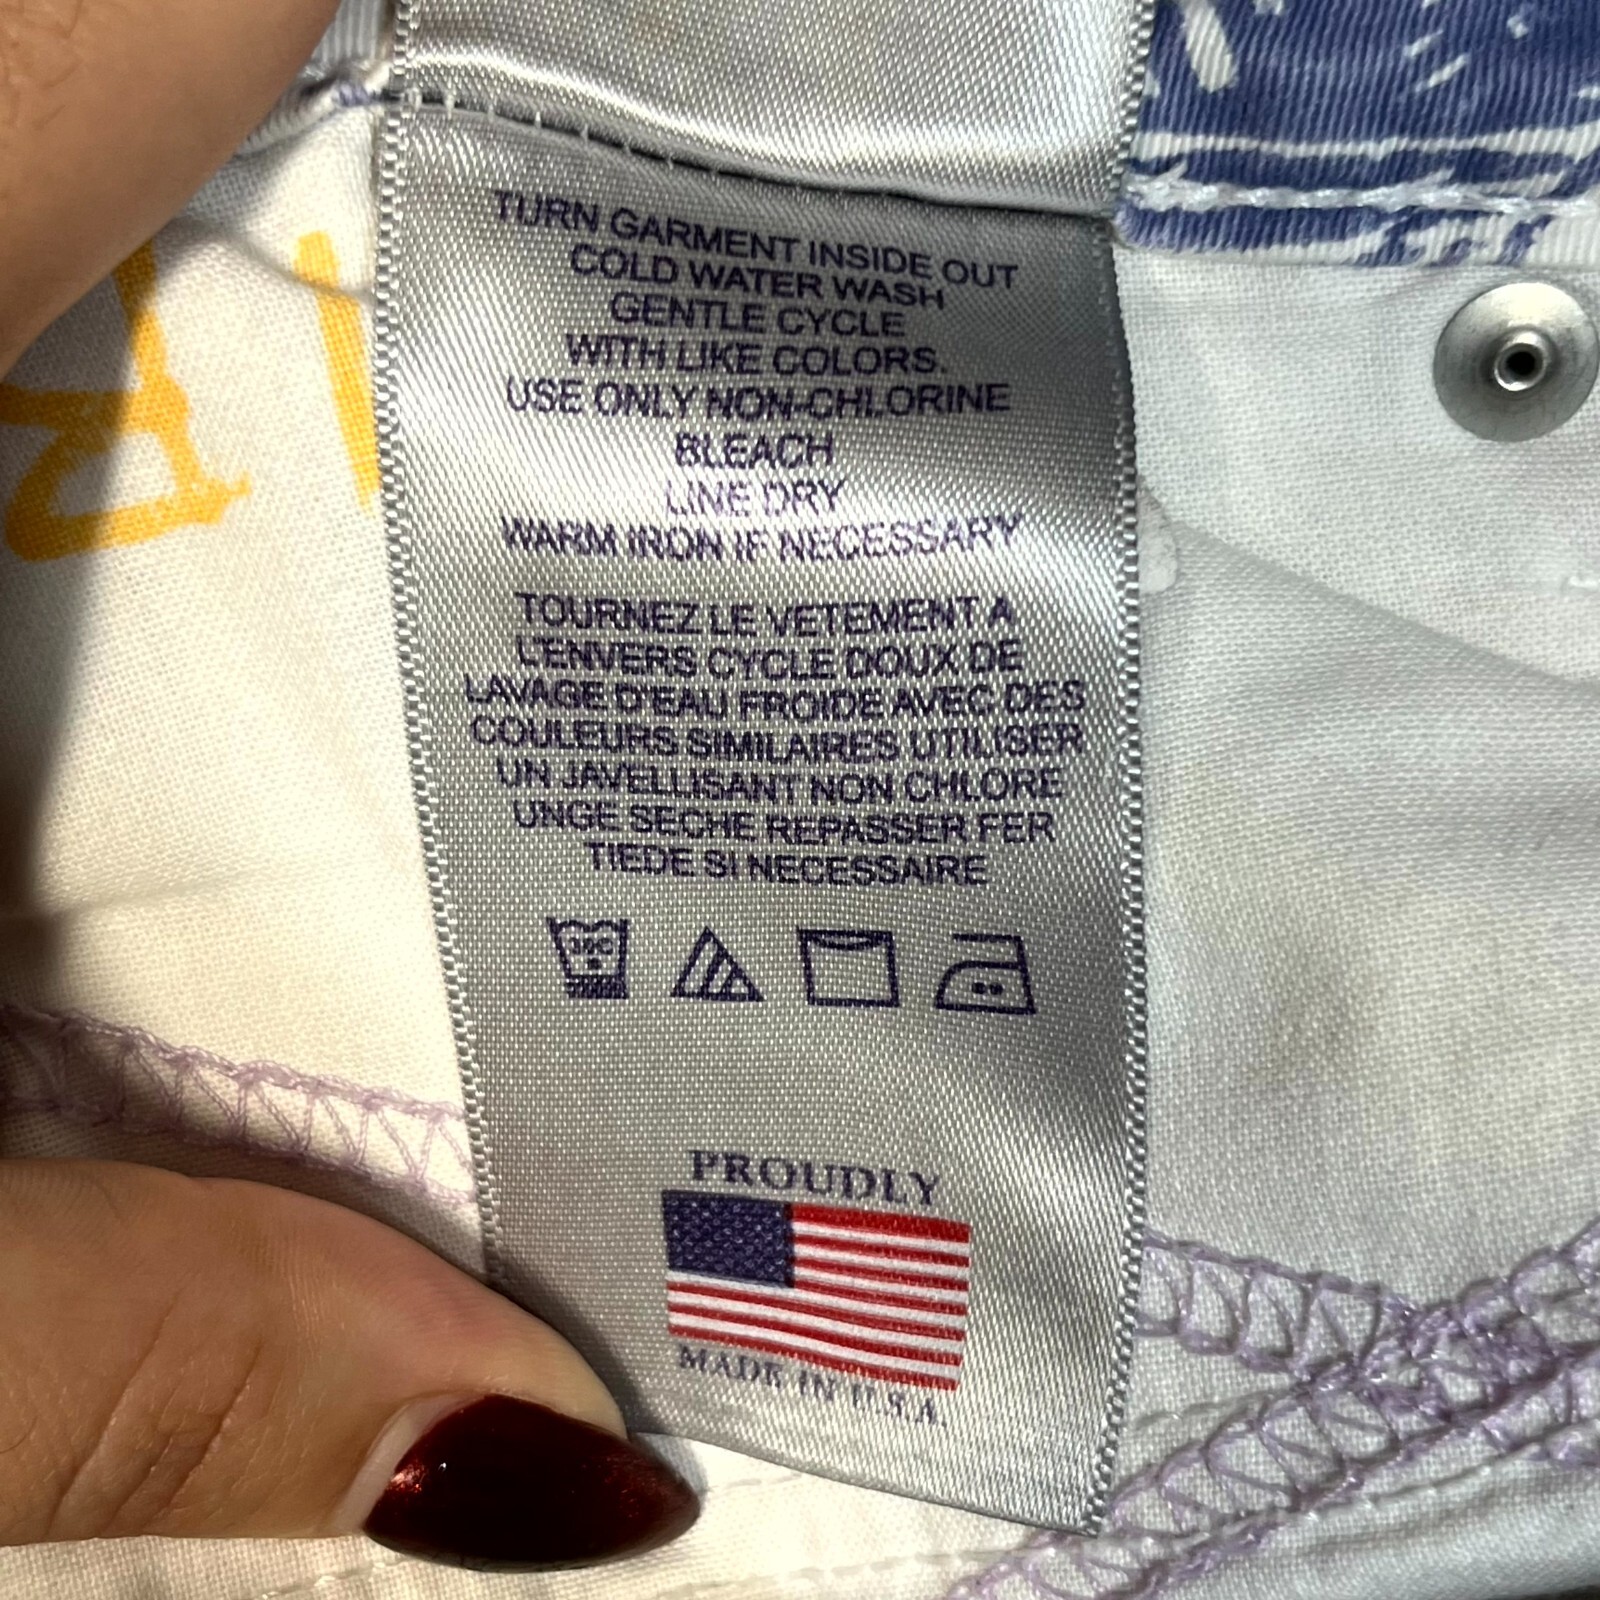 TURN GARMENT INSIDE OUT
COLD WATER WASH
GENTLE CYCLE
WITH LIKE COLORS.
USE ONLY NON-CHLORINE
BLEACH
LINE DRY
WARM IRON IF NECESSARY
TOURNEZ LE VETEMENT A
L'ENVERS CYCLE DOUX DE
LAVAGE D'EAU FROIDE AVEC DES
COULEURS SIMILAIRES UTILISER
UN JAVELLISANT NON CHLORE
UNGE SECHE REPASSER FER
TIEDE SI NECESSAIRE
30C
PROUDLY
MADE IN U.S.A.